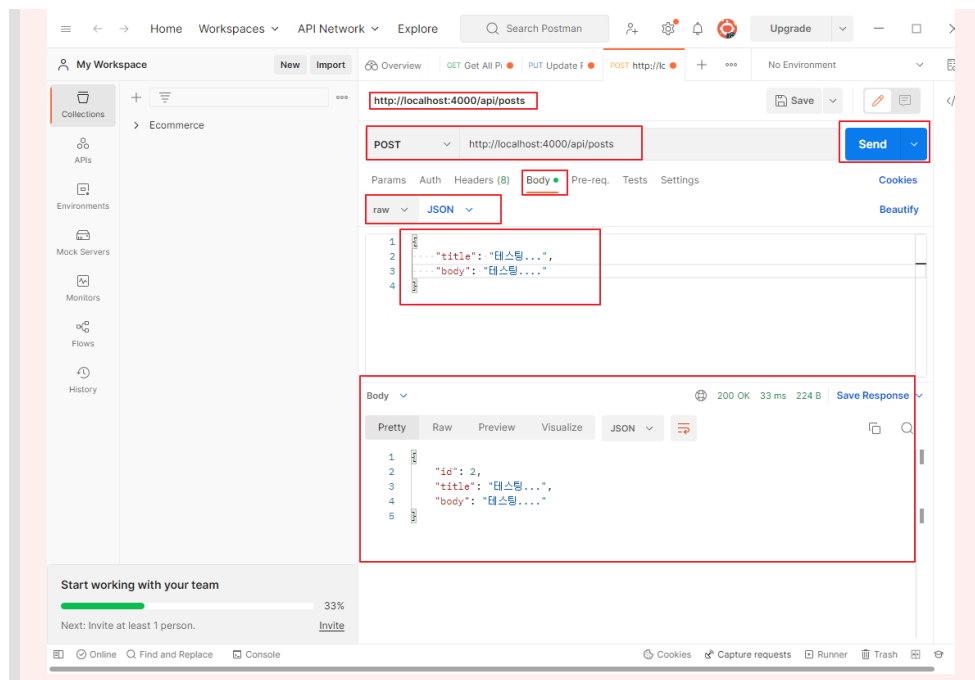 Home Workspaces API Network Explore Search Postman Upgrade
My Workspace New Import Overview GET Get All PUT Update POST http://lc No Environment
Collections
Ecommerce
http://localhost:4000/api/posts Save
POST http://localhost:4000/api/posts Send
APIs
Params Auth Headers (8) Body Pre-req. Tests Settings Cookies
Environments
raw JSON Beautify
Mock Servers
Monitors
Flows
History
1 {
2 "title": "테스팅...",
3 "body": "테스팅...."
4 }
Body 200 OK 33 ms 224 B Save Response
Pretty Raw Preview Visualize JSON
1 {
2 "id": 2,
3 "title": "테스팅...",
4 "body": "테스팅...."
5 }
Start working with your team
33%
Next: Invite at least 1 person. Invite
Online Find and Replace Console Cookies Capture requests Runner Trash